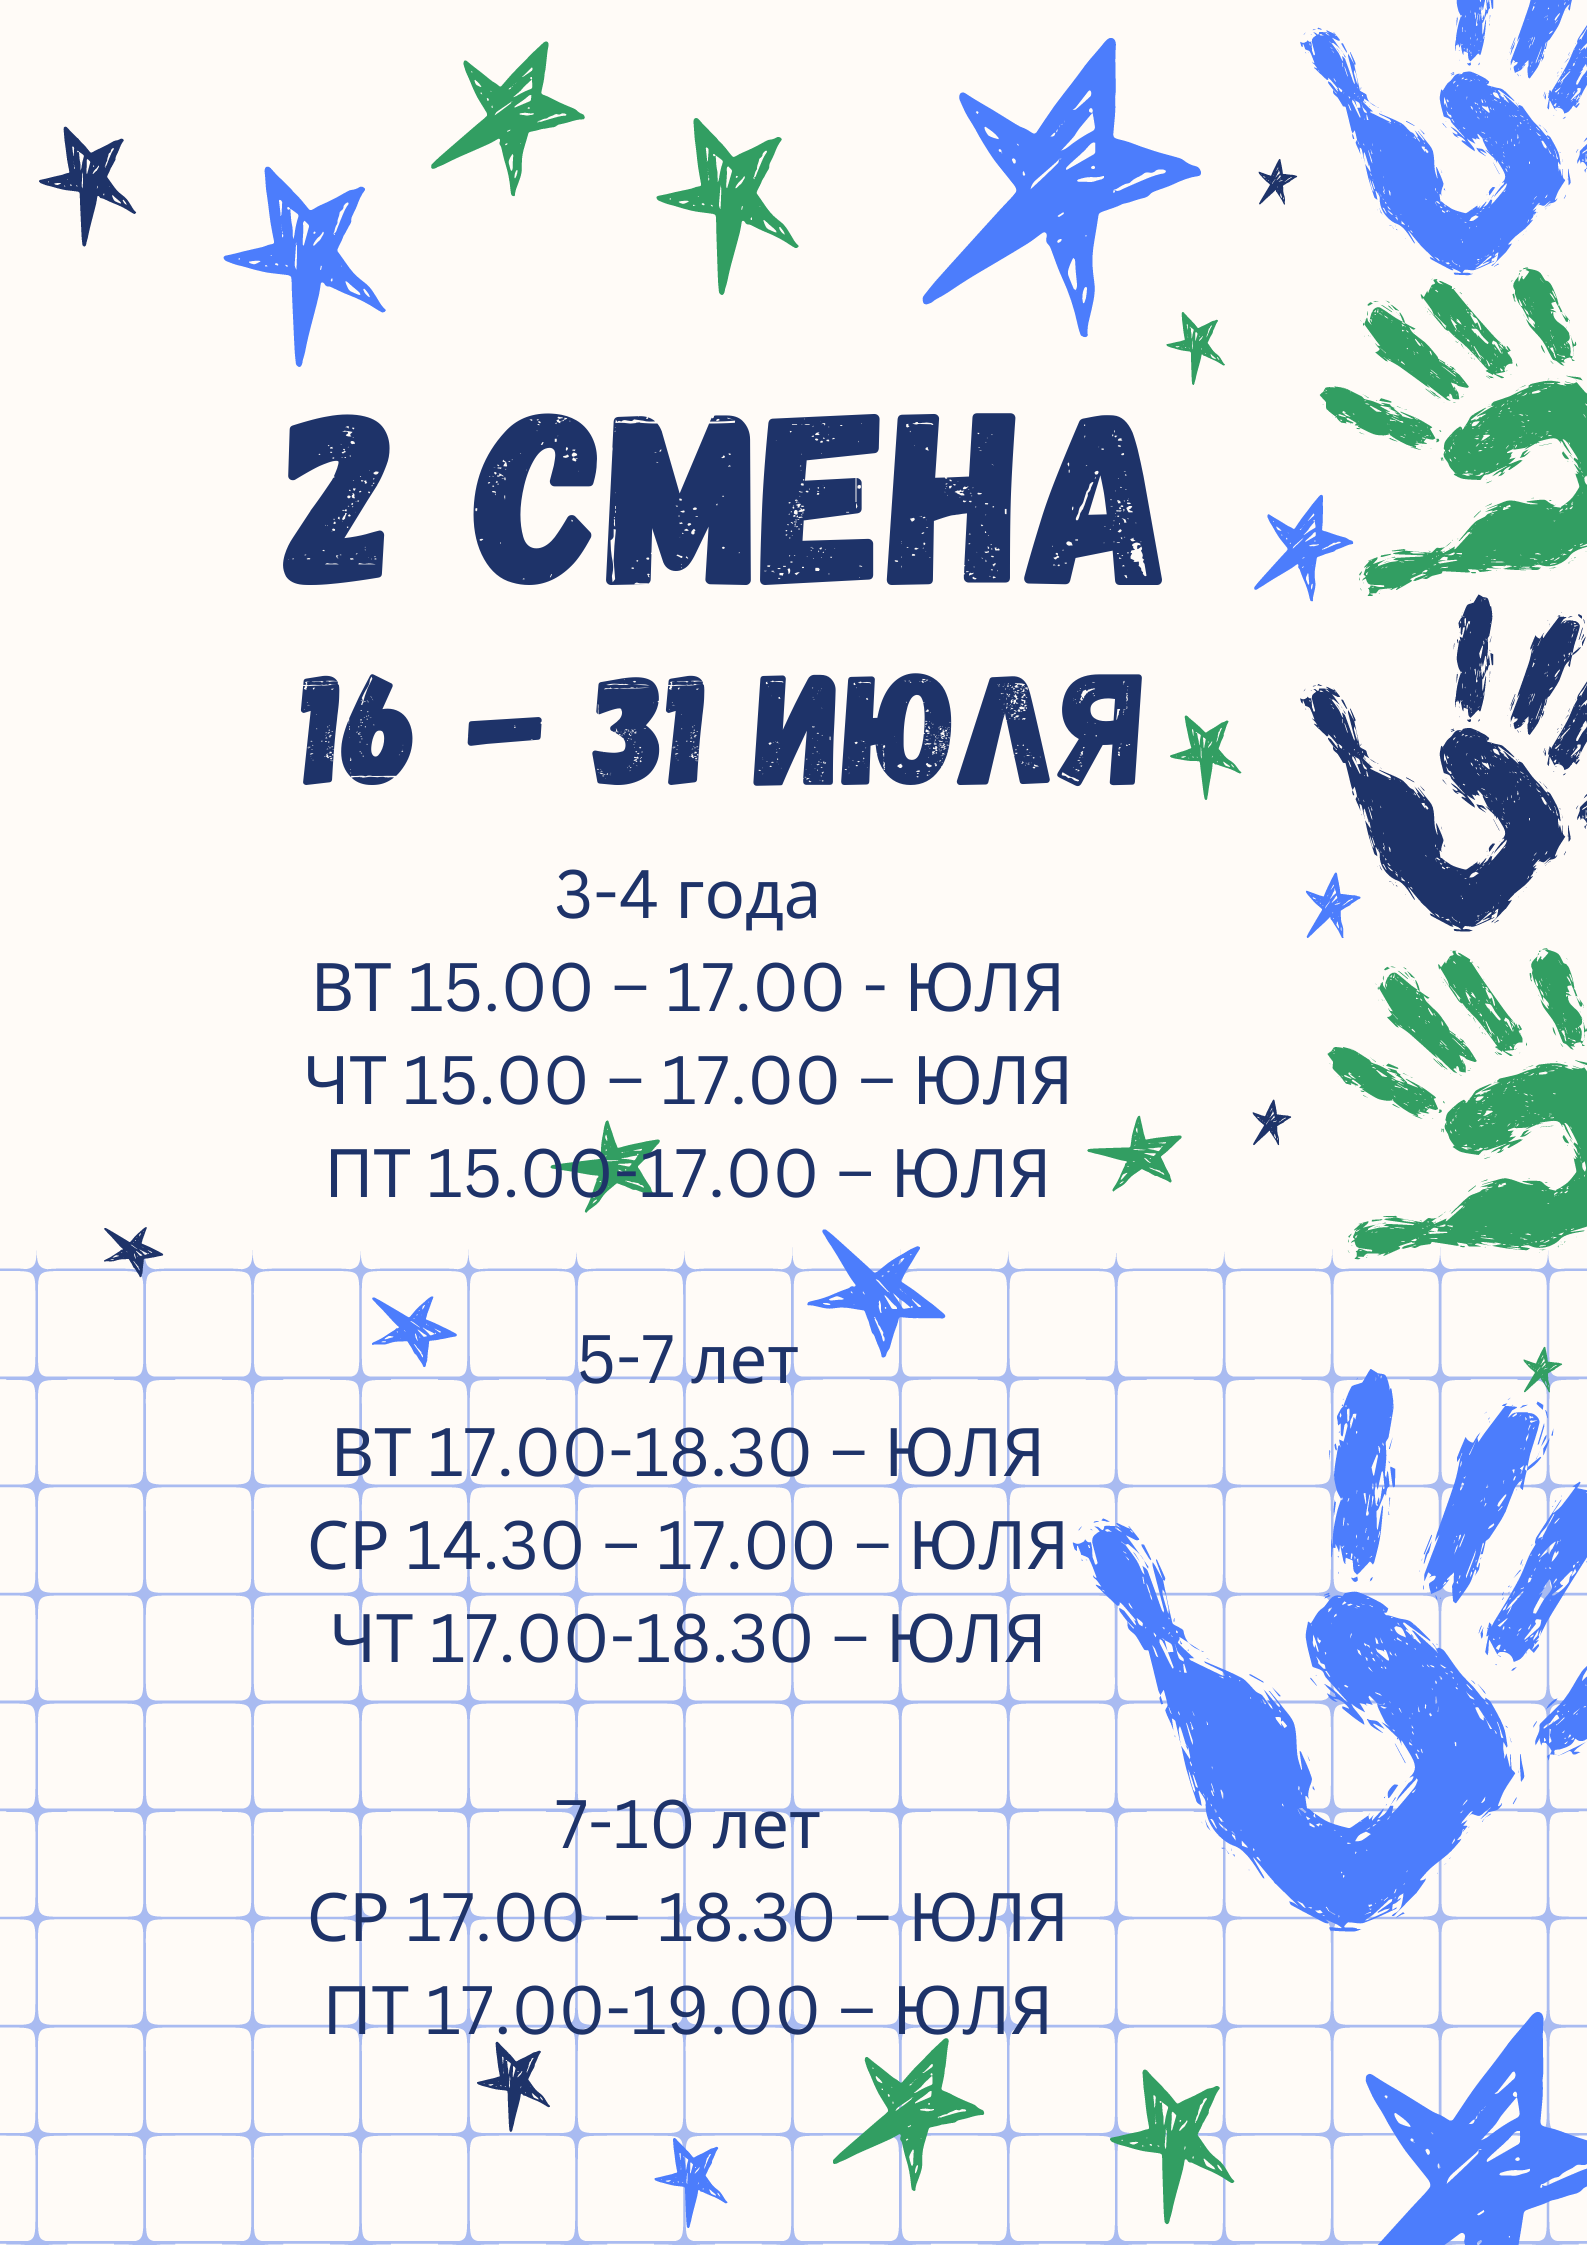 2 СМЕНА
16 – 31 ИЮЛЯ
3-4 года
ВТ 15.00 – 17.00 - ЮЛЯ
ЧТ 15.00 – 17.00 – ЮЛЯ
ПТ 15.00-17.00 – ЮЛЯ
5-7 лет
ВТ 17.00-18.30 – ЮЛЯ
СР 14.30 – 17.00 – ЮЛЯ
ЧТ 17.00-18.30 – ЮЛЯ
7-10 лет
СР 17.00 – 18.30 – ЮЛЯ
ПТ 17.00-19.00 – ЮЛЯ